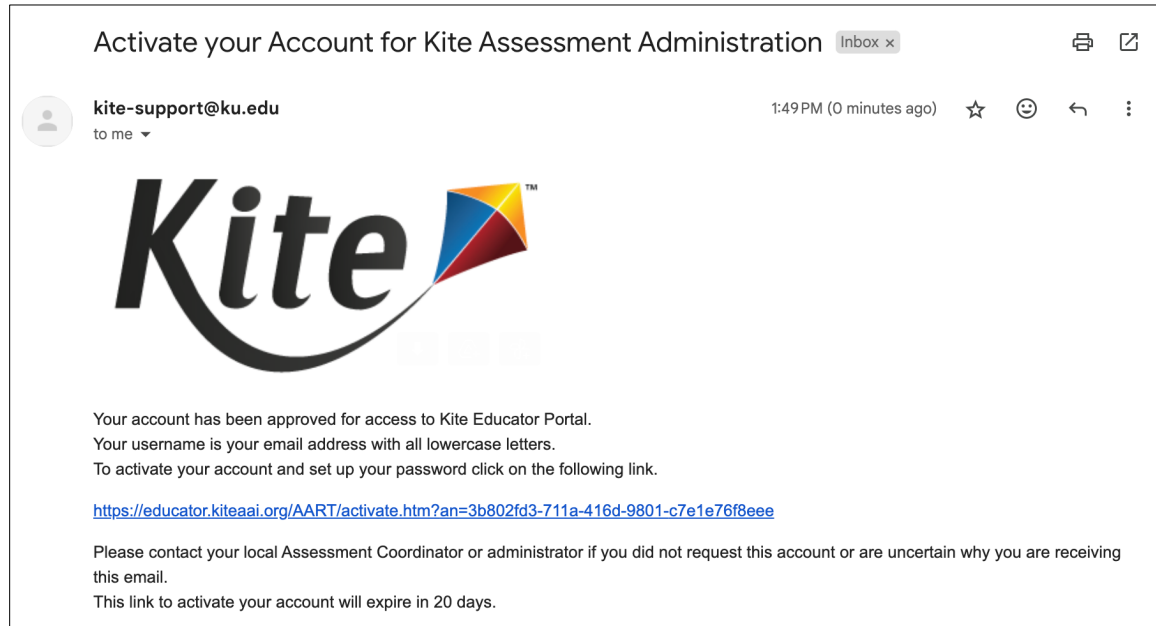 Activate your Account for Kite Assessment Administration Inbox ×
kite-support@ku.edu 1:49 PM (0 minutes ago)
to me
Kite ™
Your account has been approved for access to Kite Educator Portal.
Your username is your email address with all lowercase letters.
To activate your account and set up your password click on the following link.
https://educator.kiteaai.org/AART/activate.htm?an=3b802fd3-711a-416d-9801-c7e1e76f8eee
Please contact your local Assessment Coordinator or administrator if you did not request this account or are uncertain why you are receiving
this email.
This link to activate your account will expire in 20 days.